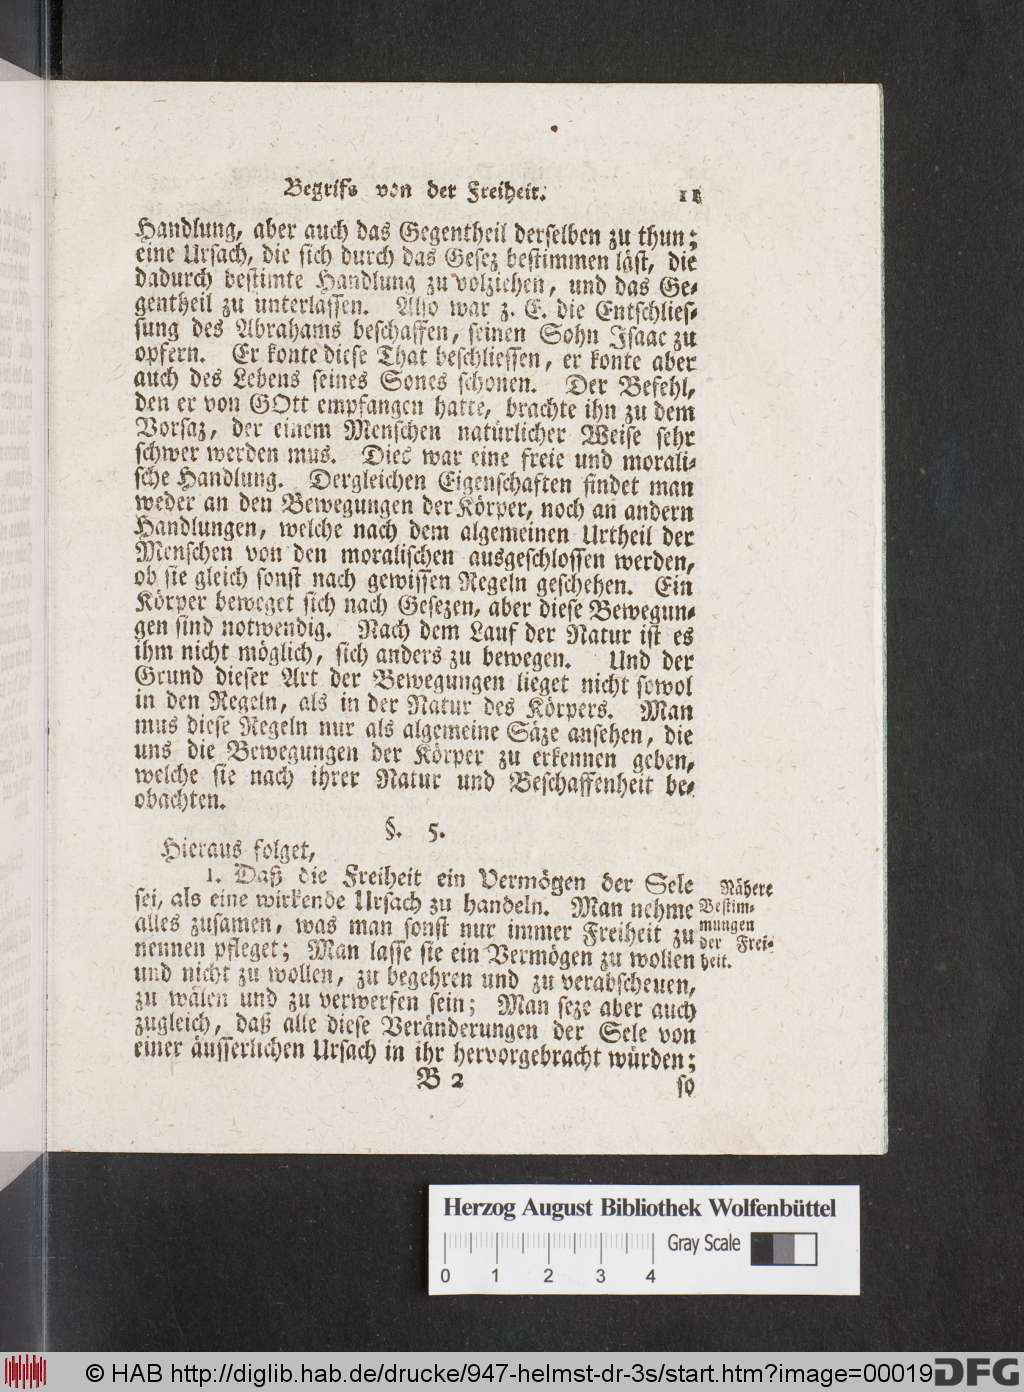 Begrifs von der Freiheit. 11
Handlung, aber auch das Gegentheil derselben zu thun;
eine Ursach, die sich durch das Gesez bestimmen läst, die
dadurch bestimte Handlung zu volziehen, und das Ge-
gentheil zu unterlassen. Also war z. E. die Entschlies-
sung des Abrahams beschaffen, seinen Sohn Isaac zu
opfern. Er konte diese That beschliessen, er konte aber
auch des Lebens seines Sones schonen. Der Befehl,
den er von GOtt empfangen hatte, brachte ihn zu dem
Vorsaz, der einem Menschen natürlicher Weise sehr
schwer werden mus. Dies war eine freie und morali-
sche Handlung. Dergleichen Eigenschaften findet man
weder an den Bewegungen der Körper, noch an andern
Handlungen, welche nach dem algemeinen Urtheil der
Menschen von den moralischen ausgeschlossen werden,
ob sie gleich sonst nach gewissen Regeln geschehen. Ein
Körper beweget sich nach Gesezen, aber diese Bewegun-
gen sind notwendig. Nach dem Lauf der Natur ist es
ihm nicht möglich, sich anders zu bewegen. Und der
Grund dieser Art der Bewegungen lieget nicht sowol
in den Regeln, als in der Natur des Körpers. Man
mus diese Regeln nur als algemeine Säze ansehen, die
uns die Bewegungen der Körper zu erkennen geben,
welche sie nach ihrer Natur und Beschaffenheit be-
obachten.
§. 5.
Hieraus folget,
1. Daß die Freiheit ein Vermögen der Sele
sei, als eine wirkende Ursach zu handeln. Man nehme
alles zusamen, was man sonst nur immer Freiheit zu
nennen pfleget; Man lasse sie ein Vermögen zu wollen
und nicht zu wollen, zu begehren und zu verabscheuen,
zu wälen und zu verwerfen sein; Man seze aber auch
zugleich, daß alle diese Veränderungen der Sele von
einer äusserlichen Ursach in ihr hervorgebracht würden;
B 2 so
Nähere
Bestim-
mungen
der Frei-
heit.
Herzog August Bibliothek Wolfenbüttel
Gray Scale
0 1 2 3 4
© HAB http://diglib.hab.de/drucke/947-helmst-dr-3s/start.htm?image=00019
DFG